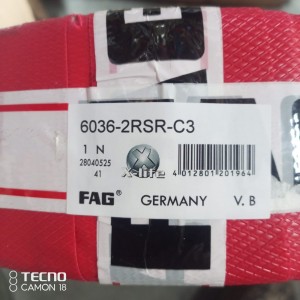 6036-2RSR-C3
1 N
28040525
41
X-life
4 012801 201964
FAG GERMANY V. B
TECNO
CAMON 18